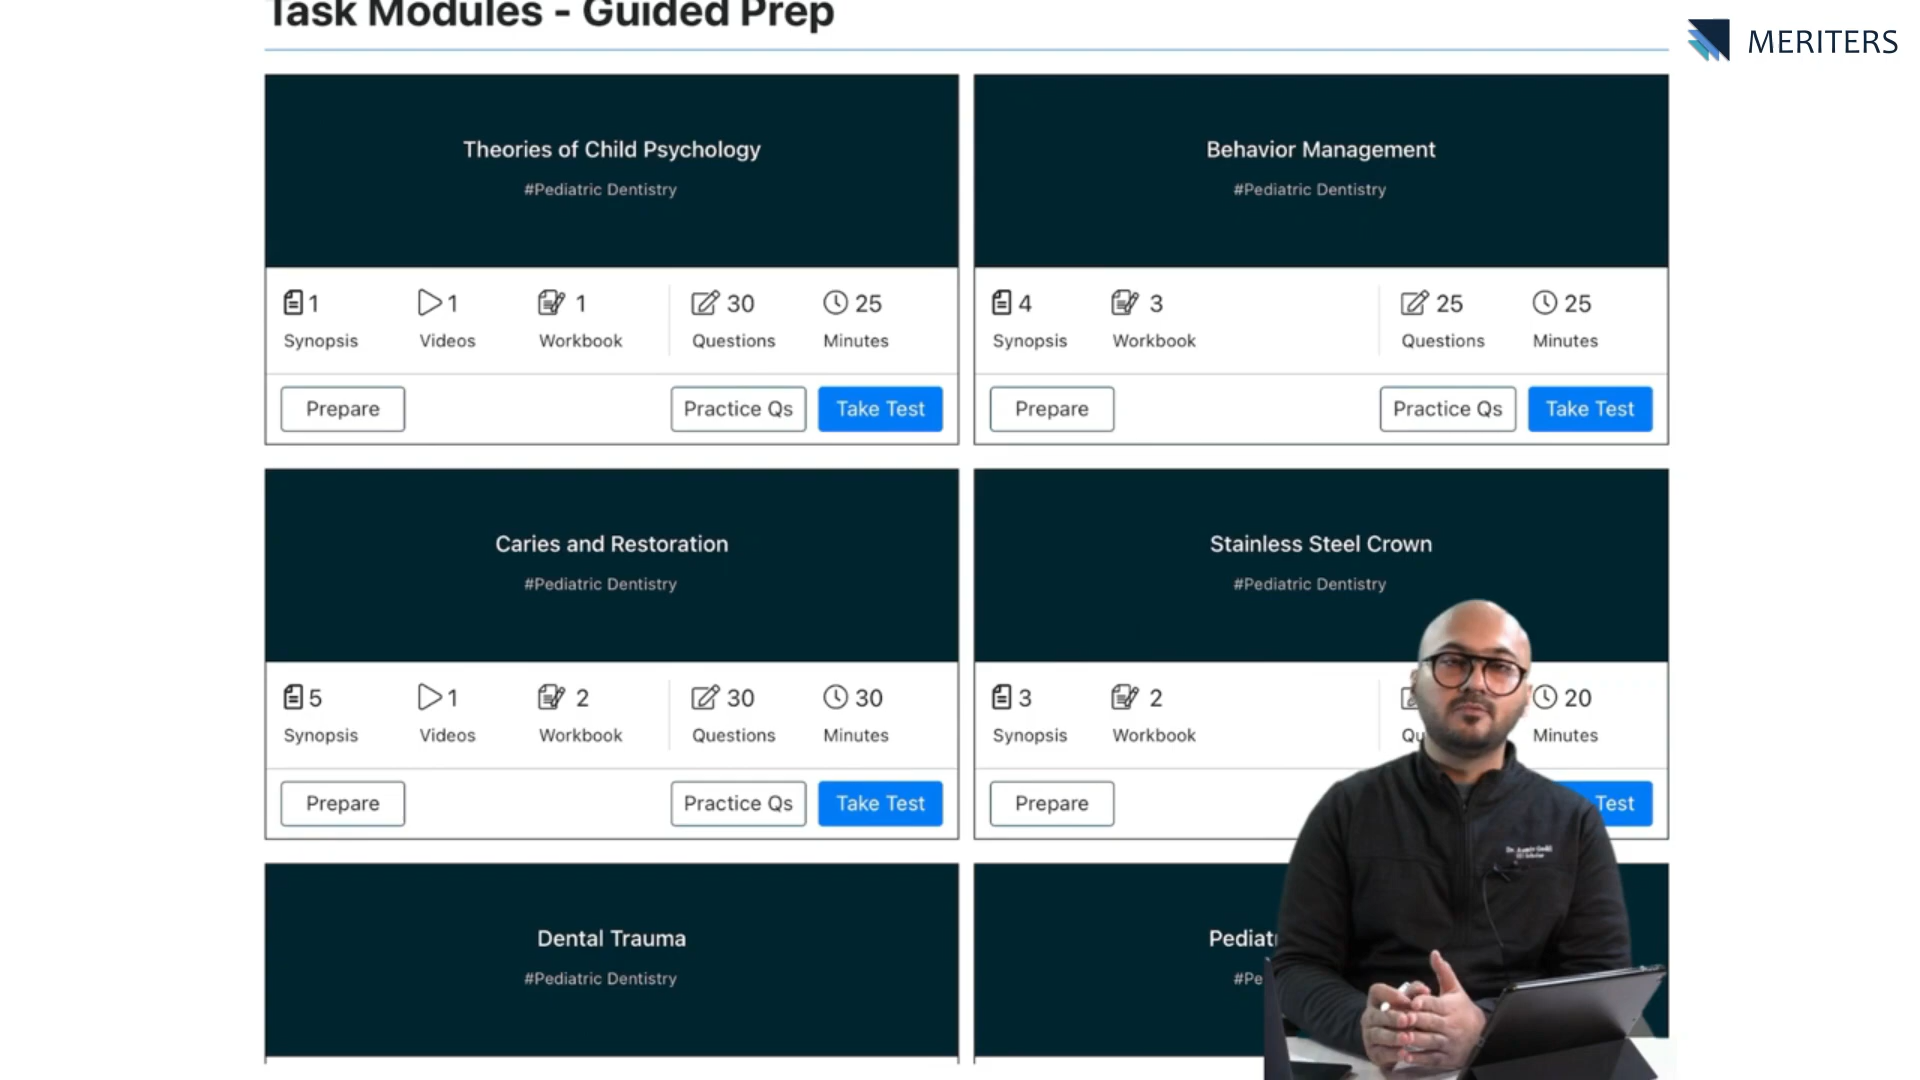 Task Modules - Guided Prep
MERITERS
Theories of Child Psychology
#Pediatric Dentistry
1
1
1
30
25
Synopsis
Videos
Workbook
Questions
Minutes
Prepare
Practice Qs
Take Test
Behavior Management
#Pediatric Dentistry
4
3
25
25
Synopsis
Workbook
Questions
Minutes
Prepare
Practice Qs
Take Test
Caries and Restoration
#Pediatric Dentistry
5
1
2
30
30
Synopsis
Videos
Workbook
Questions
Minutes
Prepare
Practice Qs
Take Test
Stainless Steel Crown
#Pediatric Dentistry
3
2
20
Synopsis
Workbook
Qu
Minutes
Prepare
Test
Dental Trauma
#Pediatric Dentistry
Pediat
#Pe